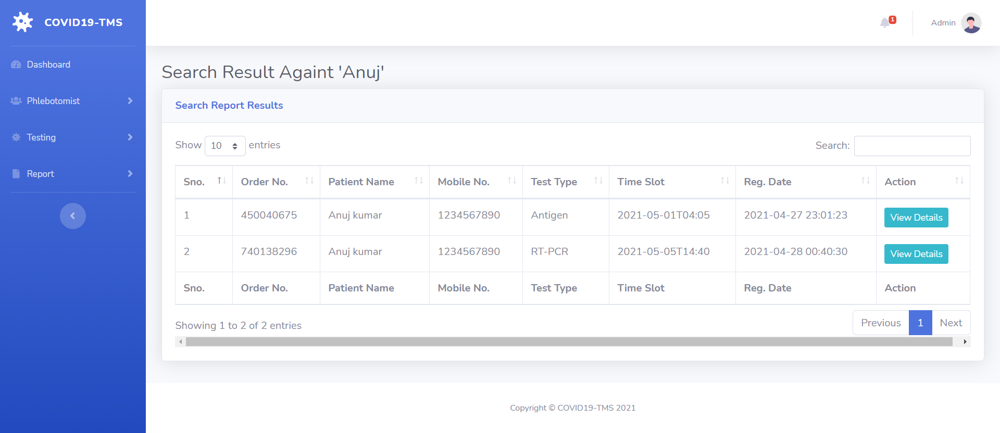 COVID19-TMS
1
Admin
Dashboard
Phlebotomist
Testing
Report
Search Result Againt 'Anuj'
Search Report Results
Show 10 entries
Search:
Sno. Order No. Patient Name Mobile No. Test Type Time Slot Reg. Date Action
1 450040675 Anuj kumar 1234567890 Antigen 2021-05-01T04:05 2021-04-27 23:01:23 View Details
2 740138296 Anuj kumar 1234567890 RT-PCR 2021-05-05T14:40 2021-04-28 00:40:30 View Details
Sno. Order No. Patient Name Mobile No. Test Type Time Slot Reg. Date Action
Showing 1 to 2 of 2 entries
Previous 1 Next
Copyright © COVID19-TMS 2021